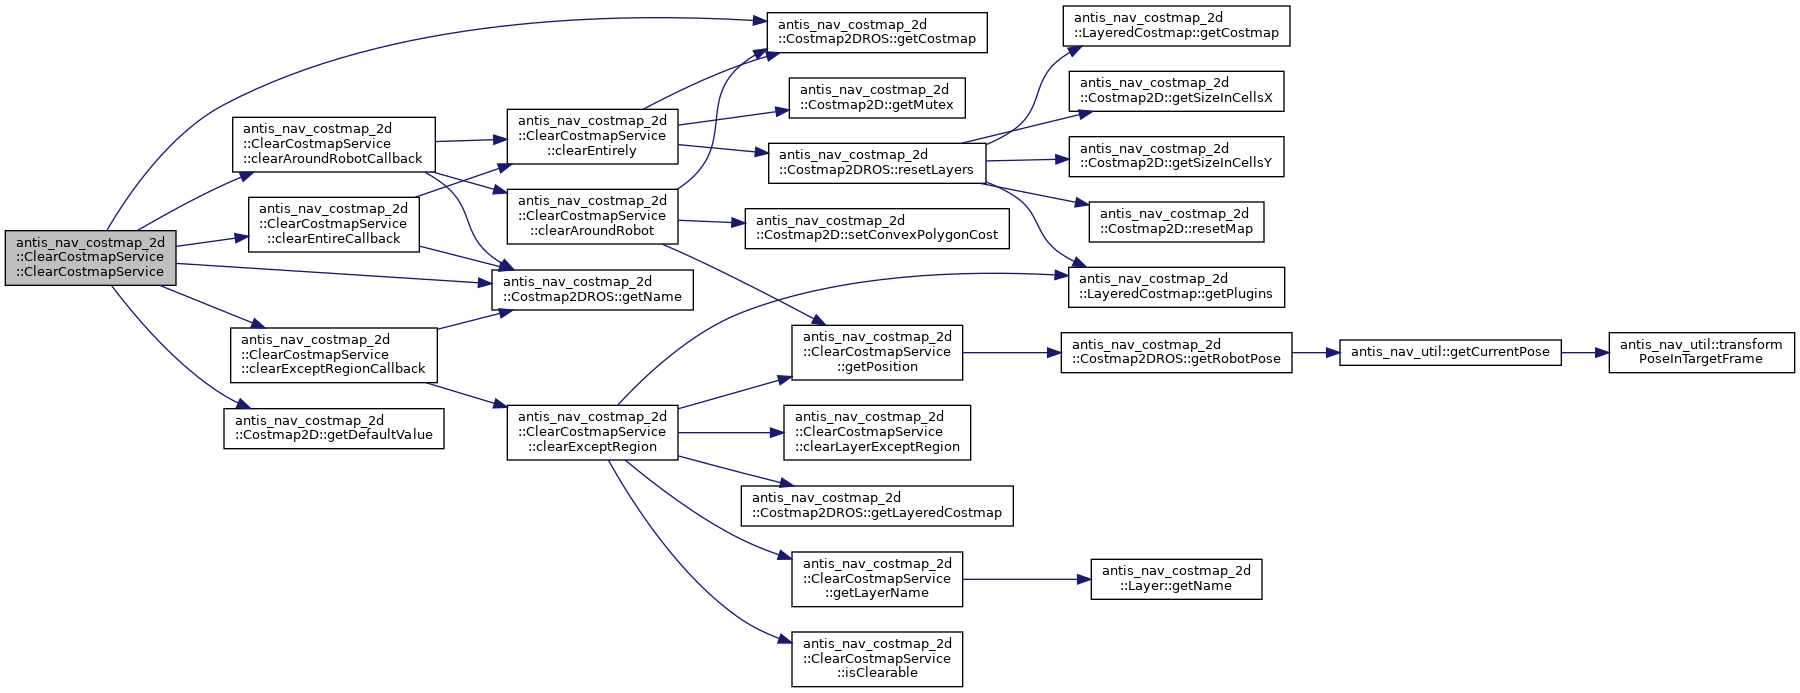 antis_nav_costmap_2d
::ClearCostmapService
::ClearCostmapService
antis_nav_costmap_2d
::ClearCostmapService
::clearAroundRobotCallback
antis_nav_costmap_2d
::ClearCostmapService
::clearEntireCallback
antis_nav_costmap_2d
::ClearCostmapService
::clearExceptRegionCallback
antis_nav_costmap_2d
::Costmap2D::getDefaultValue
antis_nav_costmap_2d
::ClearCostmapService
::clearEntirely
antis_nav_costmap_2d
::ClearCostmapService
::clearAroundRobot
antis_nav_costmap_2d
::Costmap2DROS::getName
antis_nav_costmap_2d
::ClearCostmapService
::clearExceptRegion
antis_nav_costmap_2d
::Costmap2DROS::getCostmap
antis_nav_costmap_2d
::Costmap2D::getMutex
antis_nav_costmap_2d
::Costmap2DROS::resetLayers
antis_nav_costmap_2d
::Costmap2D::setConvexPolygonCost
antis_nav_costmap_2d
::ClearCostmapService
::getPosition
antis_nav_costmap_2d
::ClearCostmapService
::clearLayerExceptRegion
antis_nav_costmap_2d
::Costmap2DROS::getLayeredCostmap
antis_nav_costmap_2d
::ClearCostmapService
::getLayerName
antis_nav_costmap_2d
::ClearCostmapService
::isClearable
antis_nav_costmap_2d
::LayeredCostmap::getCostmap
antis_nav_costmap_2d
::Costmap2D::getSizeInCellsX
antis_nav_costmap_2d
::Costmap2D::getSizeInCellsY
antis_nav_costmap_2d
::Costmap2D::resetMap
antis_nav_costmap_2d
::LayeredCostmap::getPlugins
antis_nav_costmap_2d
::Costmap2DROS::getRobotPose
antis_nav_costmap_2d
::Layer::getName
antis_nav_util::getCurrentPose
antis_nav_util::transform
PoseInTargetFrame